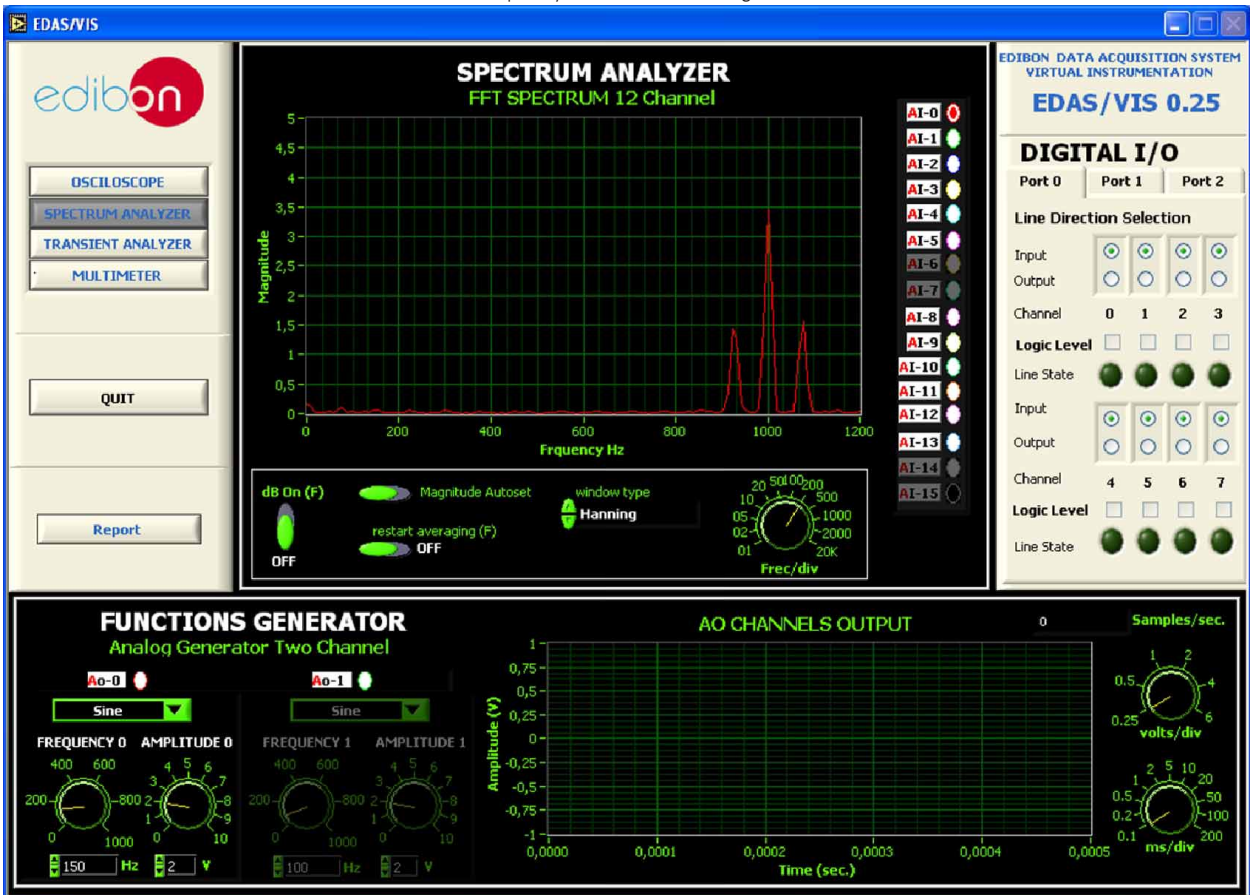 EDAS/VIS
edibon
OSCILOSCOPE
SPECTRUM ANALYZER
TRANSIENT ANALYZER
MULTIMETER
QUIT
Report
SPECTRUM ANALYZER
FFT SPECTRUM 12 Channel
Magnitude
5
4,5
4
3,5
3
2,5
2
1,5
1
0,5
0
0 200 400 600 800 1000 1200
Frquency Hz
AI-0
AI-1
AI-2
AI-3
AI-4
AI-5
AI-6
AI-7
AI-8
AI-9
AI-10
AI-11
AI-12
AI-13
AI-14
AI-15
dB On (F)
OFF
Magnitude Autoset
restart averaging (F)
OFF
window type
Hanning
01 02 05 10 20 50 100 200 500 1000 2000 20K
Frec/div
EDIBON DATA ACQUISITION SYSTEM
VIRTUAL INSTRUMENTATION
EDAS/VIS 0.25
DIGITAL I/O
Port 0 Port 1 Port 2
Line Direction Selection
Input
Output
Channel 0 1 2 3
Logic Level
Line State
Input
Output
Channel 4 5 6 7
Logic Level
Line State
FUNCTIONS GENERATOR
Analog Generator Two Channel
Ao-0 Ao-1
Sine Sine
FREQUENCY 0 AMPLITUDE 0 FREQUENCY 1 AMPLITUDE 1
0 200 400 600 800 1000
0 1 2 3 4 5 6 7 8 9 10
0 200 400 600 800 1000
0 1 2 3 4 5 6 7 8 9 10
150 Hz 2 V 100 Hz 2 V
AO CHANNELS OUTPUT
0 Samples/sec.
Amplitude (V)
1
0,75
0,5
0,25
0
-0,25
-0,5
-0,75
-1
0,0000 0,0001 0,0002 0,0003 0,0004 0,0005
Time (sec.)
0.25 0.5 1 2 4 6
volts/div
0.1 0.2 0.5 1 2 5 10 20 50 100 200
ms/div